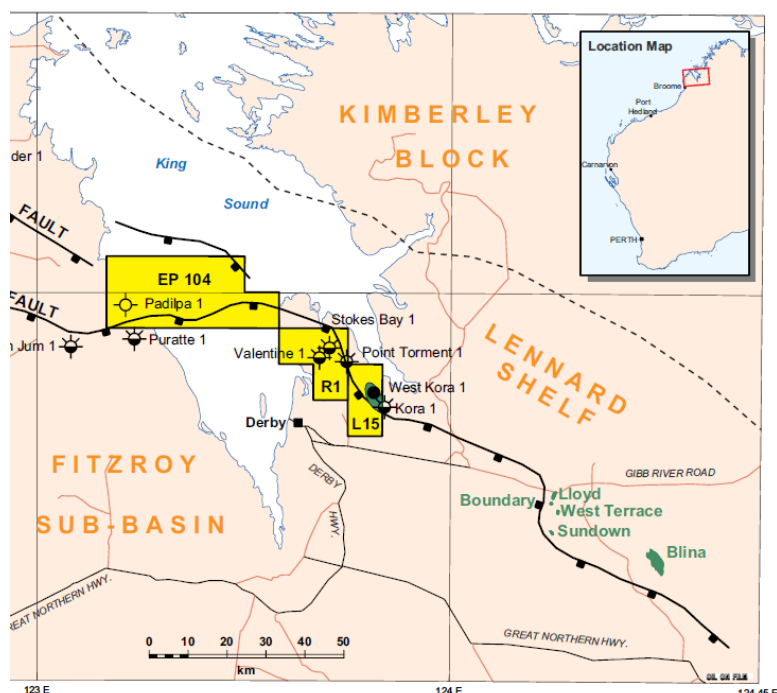 Location Map
Broome
Port
Hedland
Carnarvon
PERTH
KIMBERLEY
BLOCK
King
Sound
der 1
FAULT
EP 104
Padilpa 1
FAULT
Stokes Bay 1
n Jum 1
Puratte 1
Valentine 1
Point Torment 1
LENNARD
SHELF
R1
West Kora 1
L15
Kora 1
Derby
FITZROY
SUB-BASIN
GIBB RIVER ROAD
DERBY
HWY.
Boundary
Lloyd
West Terrace
Sundown
Blina
GREAT NORTHERN HWY.
GREAT NORTHERN HWY.
0 10 20 30 40 50
km
OIL ON FILM
123 E
124 E
124 45 E